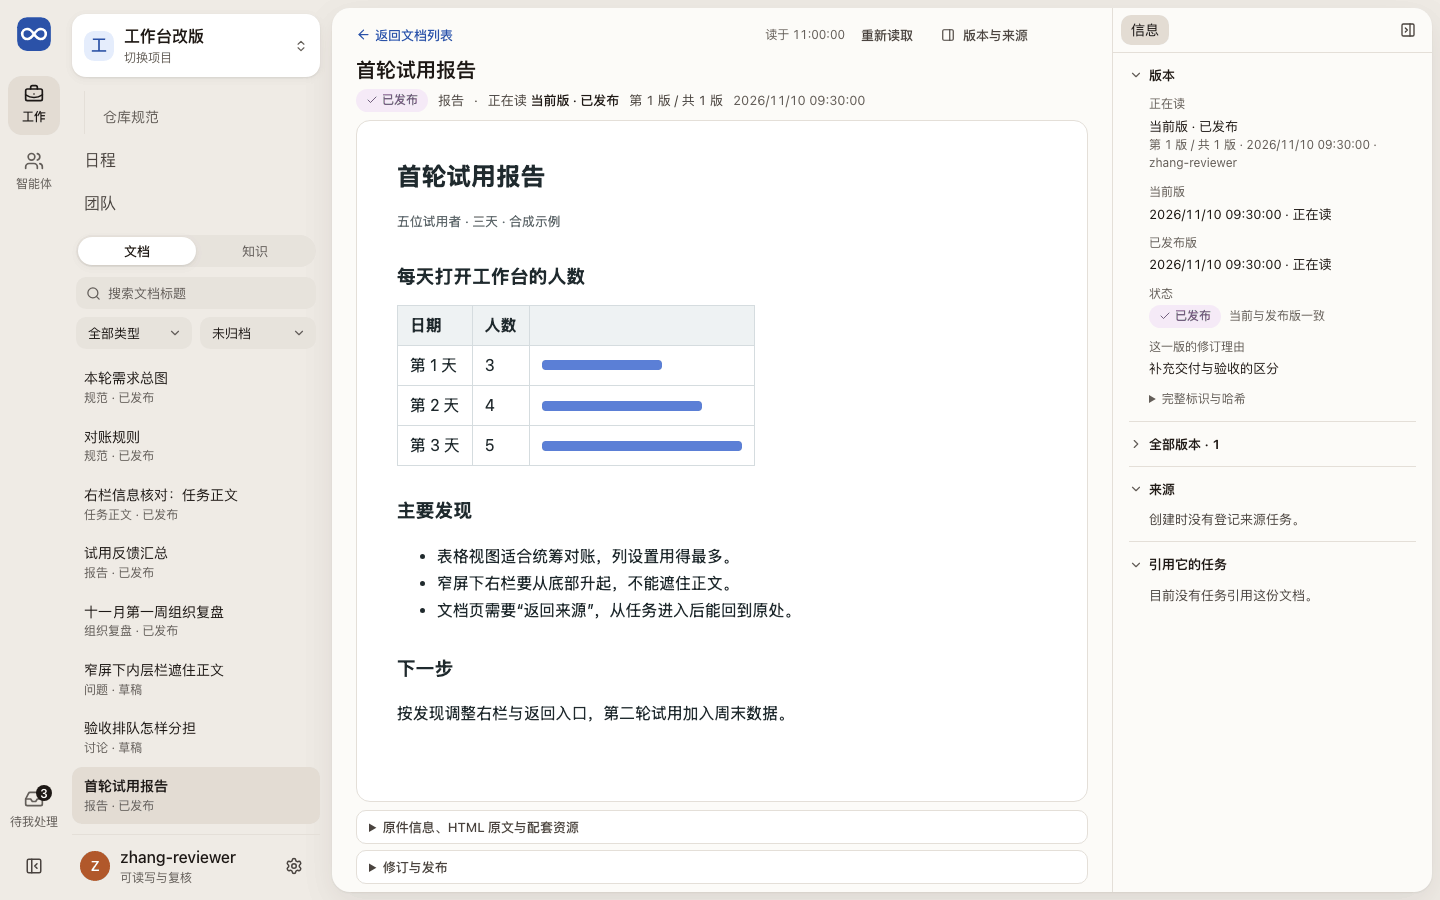 工
工作台改版
切换项目
工作
智能体
待我处理
3
仓库规范
日程
团队
文档
知识
搜索文档标题
全部类型
未归档
本轮需求总图
规范 · 已发布
对账规则
规范 · 已发布
右栏信息核对：任务正文
任务正文 · 已发布
试用反馈汇总
报告 · 已发布
十一月第一周组织复盘
组织复盘 · 已发布
窄屏下内层栏遮住正文
问题 · 草稿
验收排队怎样分担
讨论 · 草稿
首轮试用报告
报告 · 已发布
Z
zhang-reviewer
可读写与复核
返回文档列表
读于 11:00:00
重新读取
版本与来源
首轮试用报告
已发布 报告 · 正在读 当前版 · 已发布 第 1 版 / 共 1 版 2026/11/10 09:30:00
首轮试用报告
五位试用者 · 三天 · 合成示例
每天打开工作台的人数
日期 人数
第 1 天 3
第 2 天 4
第 3 天 5
主要发现
• 表格视图适合统筹对账，列设置用得最多。
• 窄屏下右栏要从底部升起，不能遮住正文。
• 文档页需要“返回来源”，从任务进入后能回到原处。
下一步
按发现调整右栏与返回入口，第二轮试用加入周末数据。
原件信息、HTML 原文与配套资源
修订与发布
信息
版本
正在读
当前版 · 已发布
第 1 版 / 共 1 版 · 2026/11/10 09:30:00 ·
zhang-reviewer
当前版
2026/11/10 09:30:00 · 正在读
已发布版
2026/11/10 09:30:00 · 正在读
状态
已发布 当前与发布版一致
这一版的修订理由
补充交付与验收的区分
完整标识与哈希
全部版本 · 1
来源
创建时没有登记来源任务。
引用它的任务
目前没有任务引用这份文档。